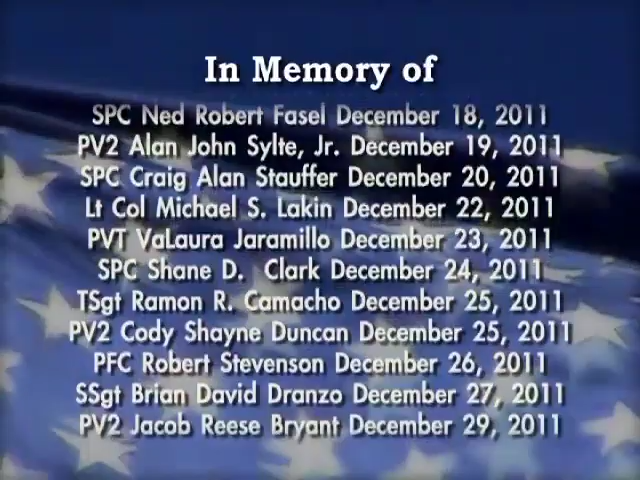 In Memory of
SPC Ned Robert Fasel December 18, 2011
PV2 Alan John Sylte, Jr. December 19, 2011
SPC Craig Alan Stauffer December 20, 2011
Lt Col Michael S. Lakin December 22, 2011
PVT VaLaura Jaramillo December 23, 2011
SPC Shane D. Clark December 24, 2011
TSgt Ramon R. Camacho December 25, 2011
PV2 Cody Shayne Duncan December 25, 2011
PFC Robert Stevenson December 26, 2011
SSgt Brian David Dranzo December 27, 2011
PV2 Jacob Reese Bryant December 29, 2011